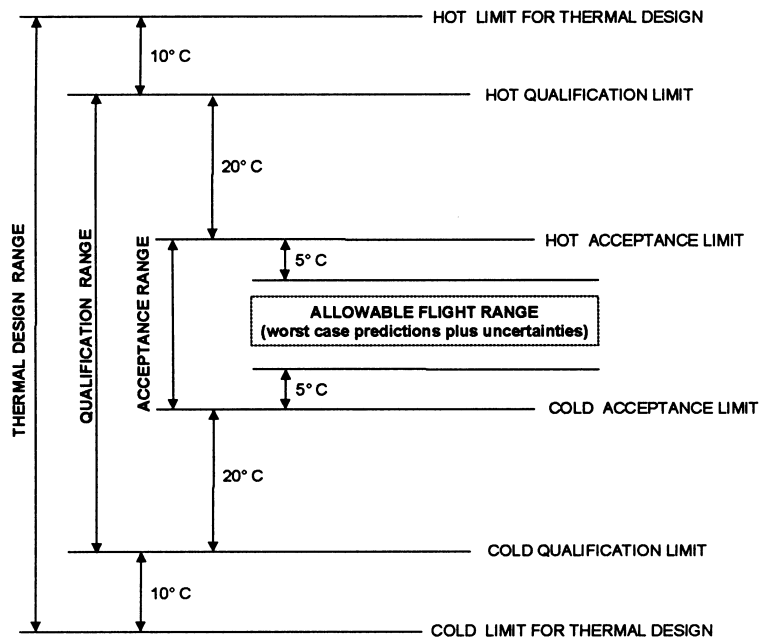 HOT LIMIT FOR THERMAL DESIGN
10° C
HOT QUALIFICATION LIMIT
20° C
HOT ACCEPTANCE LIMIT
5° C
ALLOWABLE FLIGHT RANGE
(worst case predictions plus uncertainties)
THERMAL DESIGN RANGE
QUALIFICATION RANGE
ACCEPTANCE RANGE
5° C
COLD ACCEPTANCE LIMIT
20° C
COLD QUALIFICATION LIMIT
10° C
COLD LIMIT FOR THERMAL DESIGN